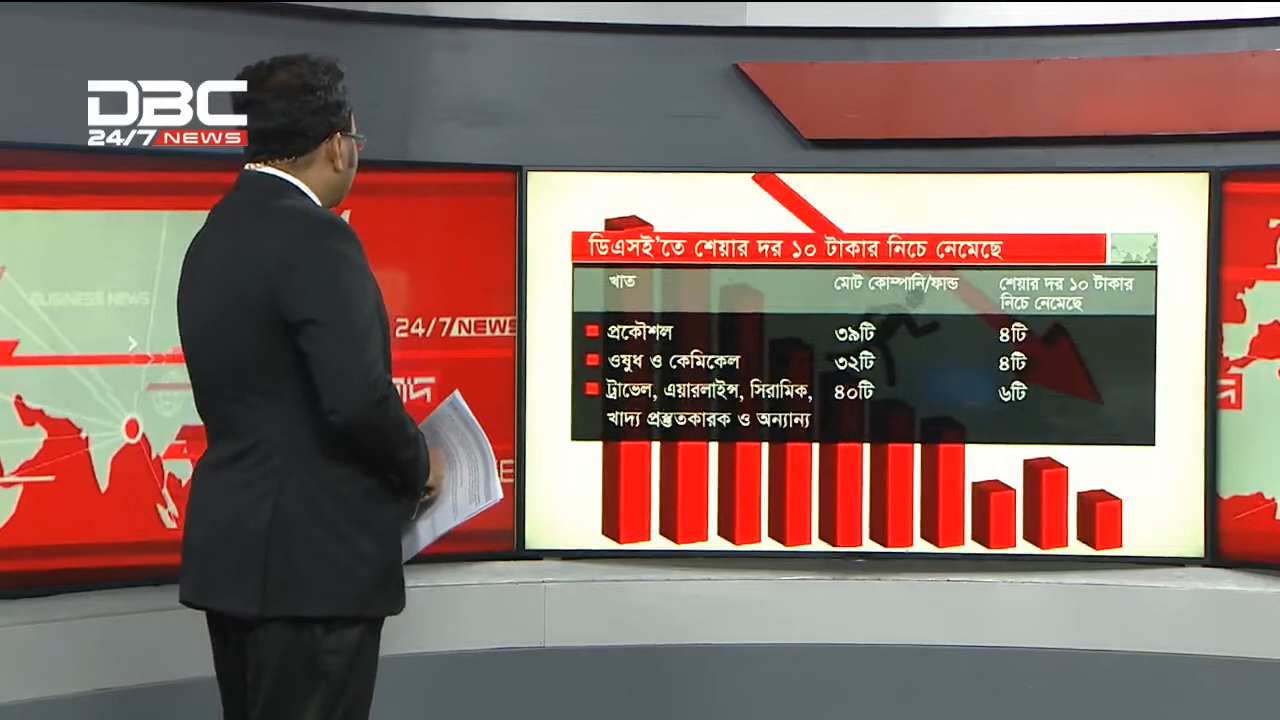 DBC
24/7 NEWS
BUSINESS NEWS
24/7 NEWS
ডিএসই'তে শেয়ার দর ১০ টাকার নিচে নেমেছে
খাত মোট কোম্পানি/ফান্ড শেয়ার দর ১০ টাকার
নিচে নেমেছে
প্রকৌশল ৩৯টি ৪টি
ওষুধ ও কেমিকেল ৩২টি ৪টি
ট্রাভেল, এয়ারলাইন্স, সিরামিক, ৪০টি ৬টি
খাদ্য প্রস্তুতকারক ও অন্যান্য